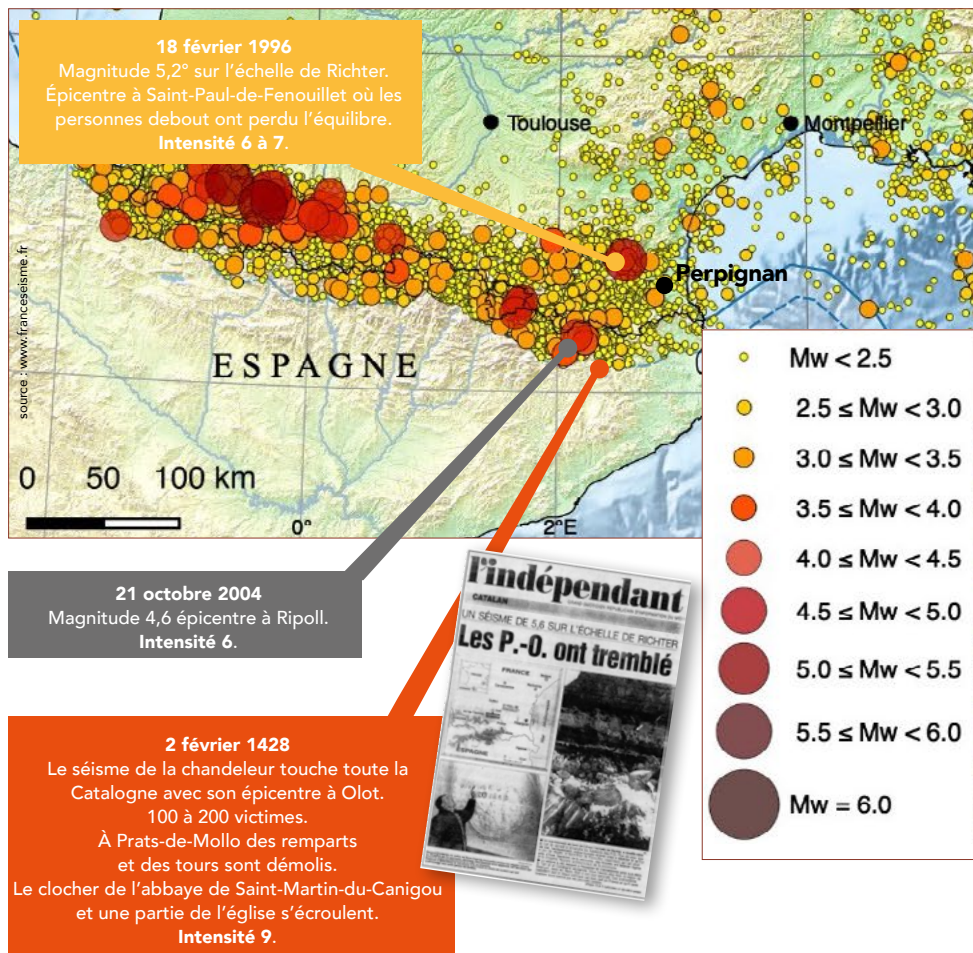 18 février 1996
Magnitude 5,2° sur l’échelle de Richter.
Épicentre à Saint-Paul-de-Fenouillet où les
personnes debout ont perdu l’équilibre.
Intensité 6 à 7.
Toulouse
Montpellier
Perpignan
source : www.franceseisme.fr
ESPAGNE
0 50 100 km
0°
2°E
Mw < 2.5
2.5 ≤ Mw < 3.0
3.0 ≤ Mw < 3.5
3.5 ≤ Mw < 4.0
4.0 ≤ Mw < 4.5
4.5 ≤ Mw < 5.0
5.0 ≤ Mw < 5.5
5.5 ≤ Mw < 6.0
Mw = 6.0
21 octobre 2004
Magnitude 4,6 épicentre à Ripoll.
Intensité 6.
l'indépendant
CATALAN
UN SÉISME DE 5,6 SUR L'ÉCHELLE DE RICHTER
Les P.-O. ont tremblé
FRANCE
ESPAGNE
2 février 1428
Le séisme de la chandeleur touche toute la
Catalogne avec son épicentre à Olot.
100 à 200 victimes.
À Prats-de-Mollo des remparts
et des tours sont démolis.
Le clocher de l’abbaye de Saint-Martin-du-Canigou
et une partie de l’église s’écroulent.
Intensité 9.